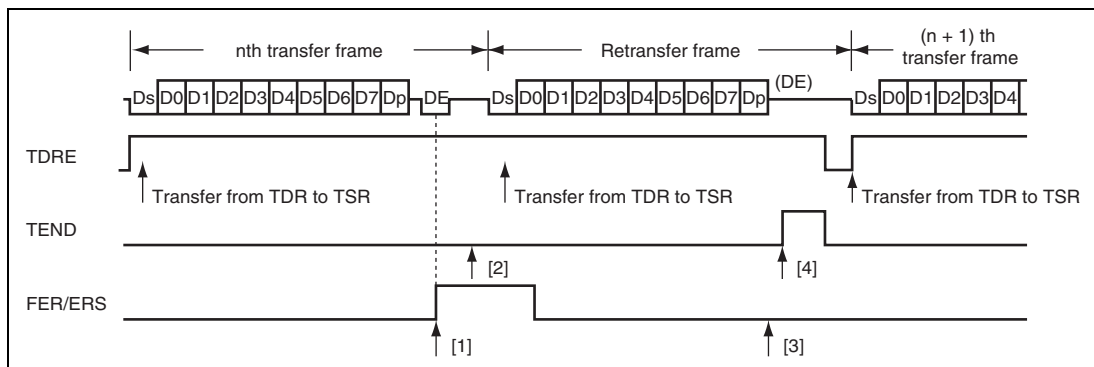 nth transfer frame
Retransfer frame
(n + 1) th
transfer frame
Ds D0 D1 D2 D3 D4 D5 D6 D7 Dp DE
Ds D0 D1 D2 D3 D4 D5 D6 D7 Dp (DE)
Ds D0 D1 D2 D3 D4
TDRE
Transfer from TDR to TSR
Transfer from TDR to TSR
Transfer from TDR to TSR
TEND
[2]
[4]
FER/ERS
[1]
[3]